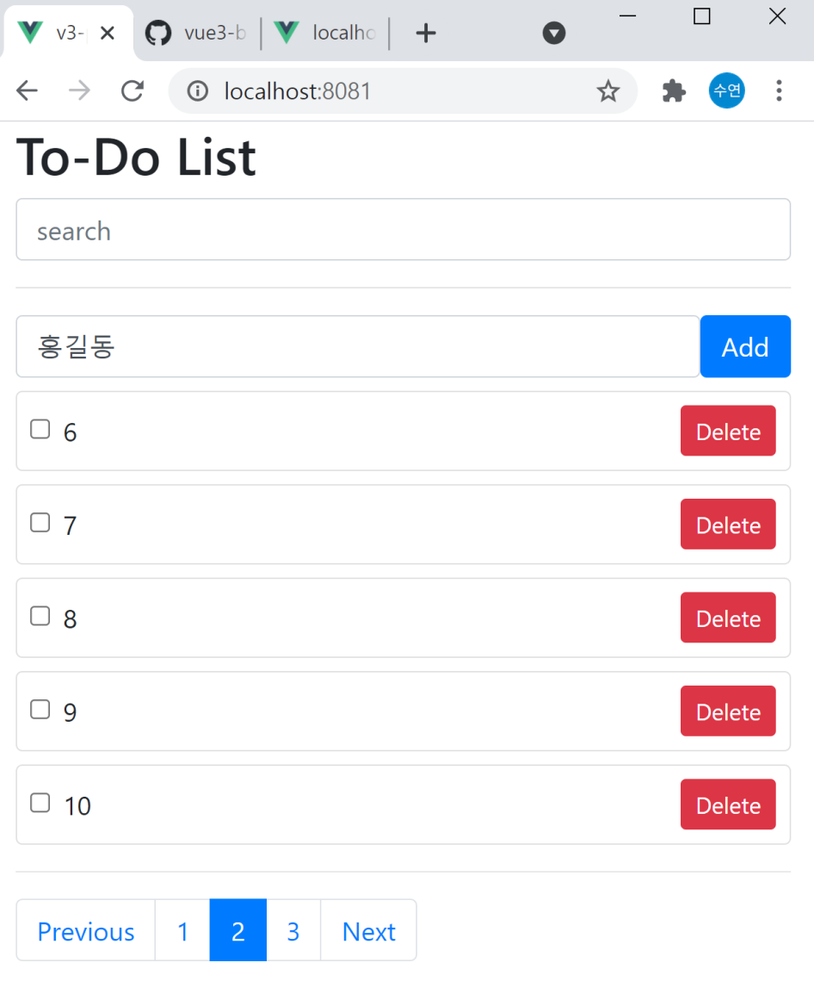 v3-
vue3-b
localho
localhost:8081
수연
To-Do List
search
홍길동 Add
6 Delete
7 Delete
8 Delete
9 Delete
10 Delete
Previous 1 2 3 Next